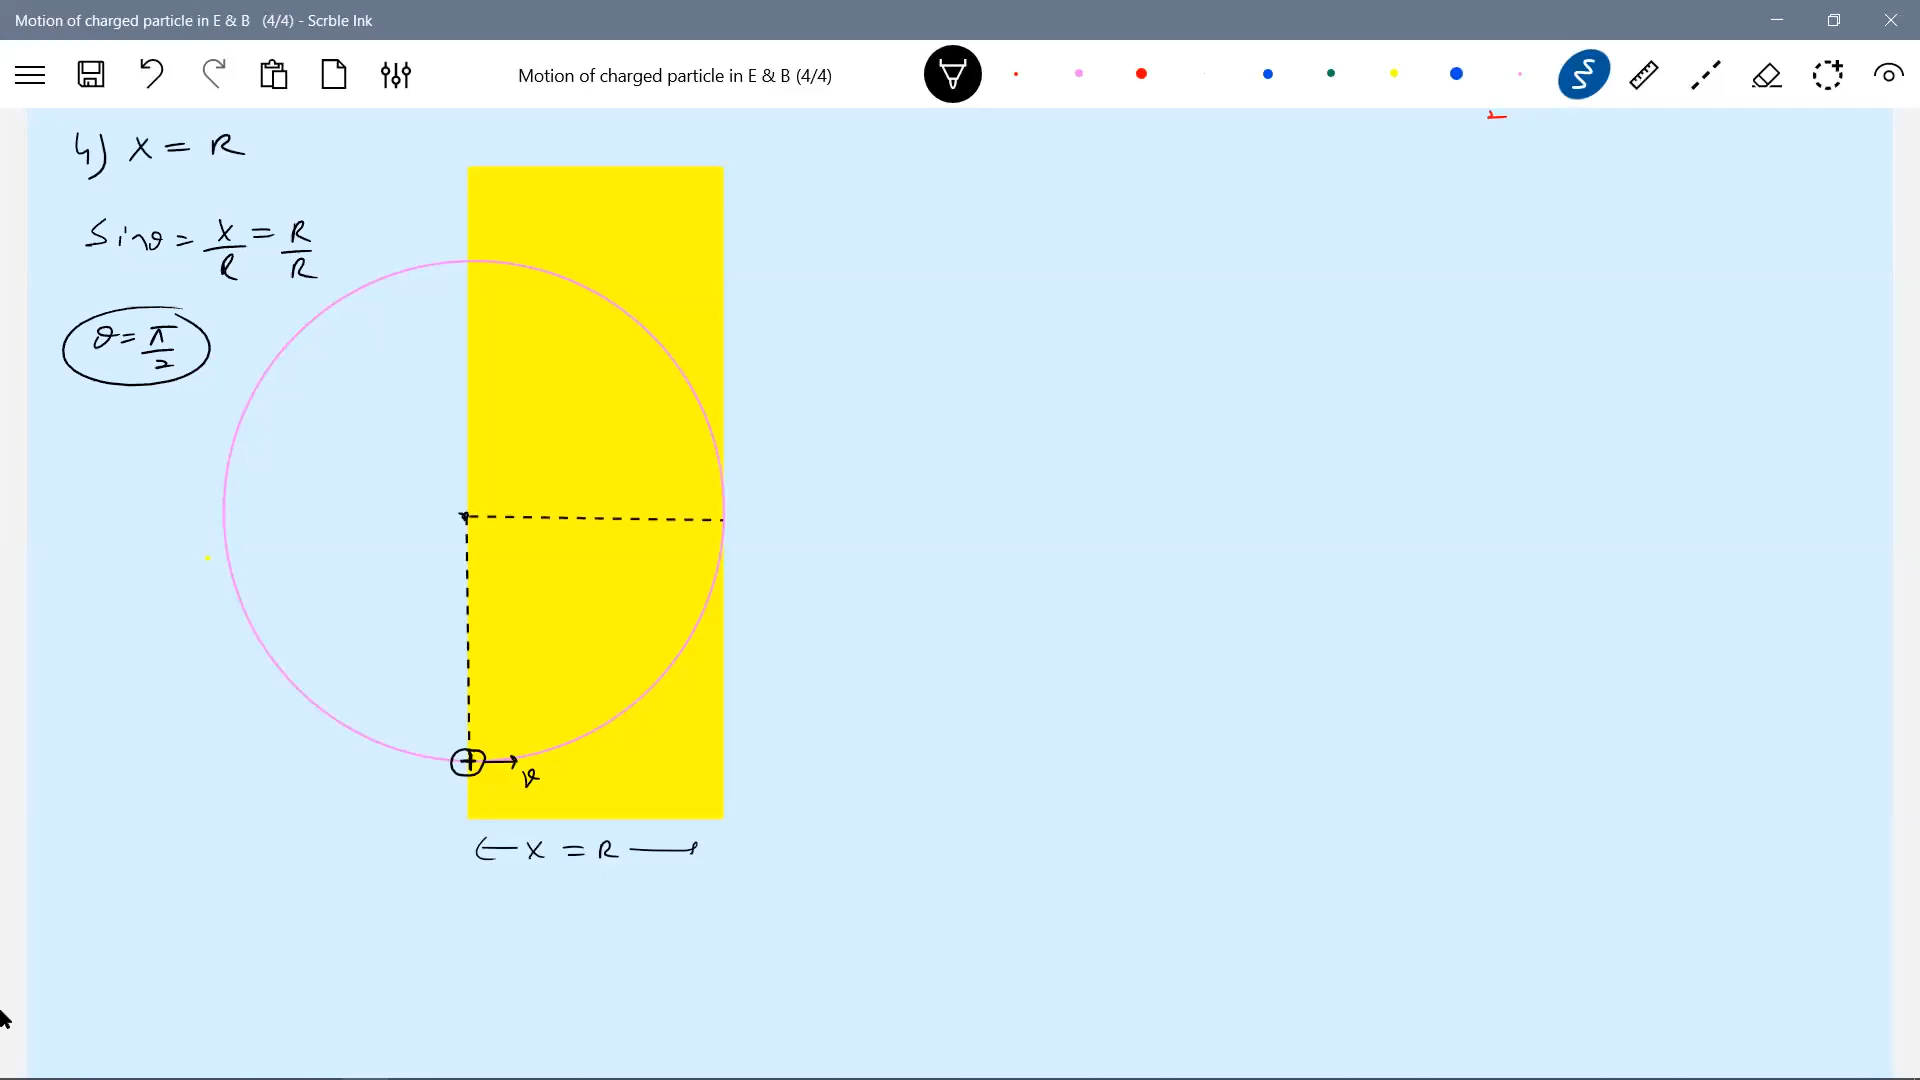 Motion of charged particle in E & B (4/4) - Scrble Ink
Motion of charged particle in E & B (4/4)
4) x = R
Sinθ = x/R = R/R
θ = π/2
+
v
← x = R →